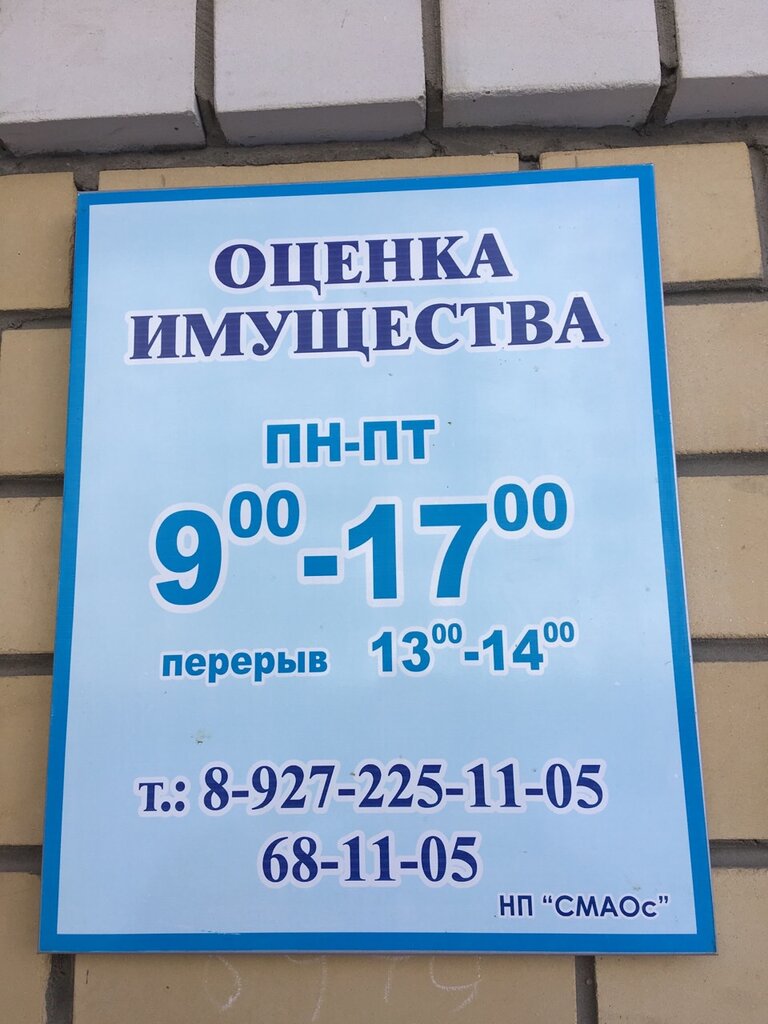 ОЦЕНКА
ИМУЩЕСТВА
ПН-ПТ
9⁰⁰-17⁰⁰
перерыв 13⁰⁰-14⁰⁰
т.: 8-927-225-11-05
68-11-05
НП “СМАОс”